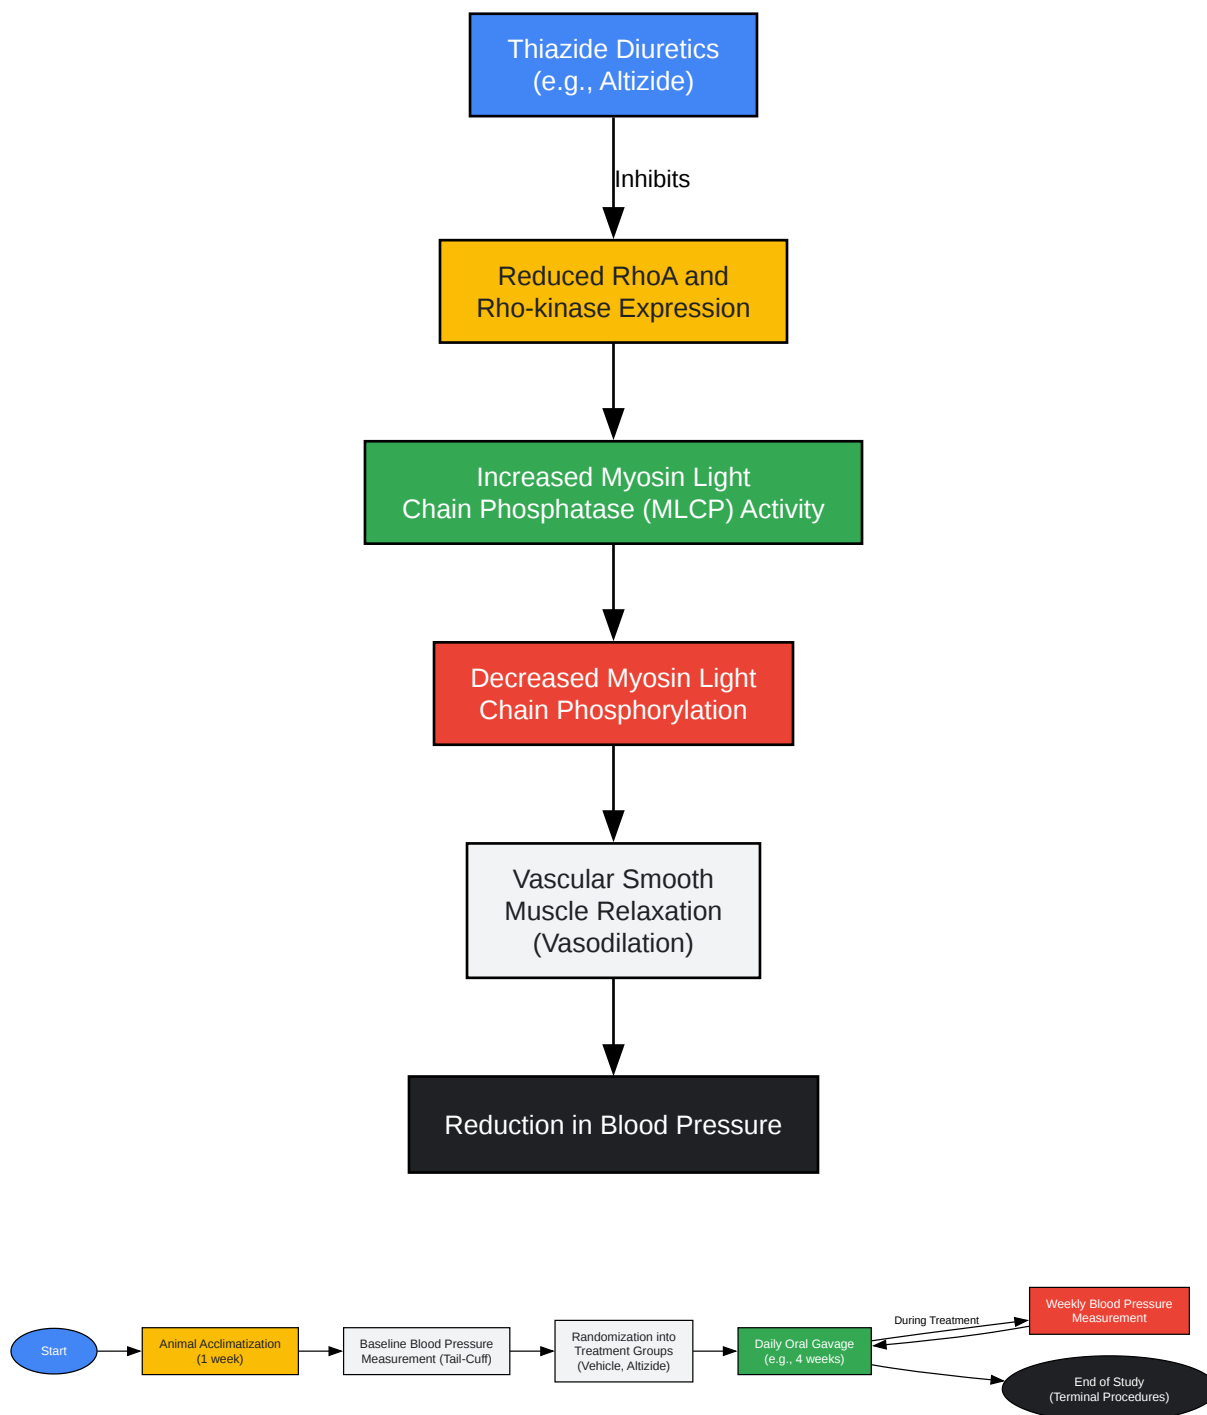 Thiazide Diuretics
(e.g., Altizide)
Inhibits
Reduced RhoA and
Rho-kinase Expression
Increased Myosin Light
Chain Phosphatase (MLCP) Activity
Decreased Myosin Light
Chain Phosphorylation
Vascular Smooth
Muscle Relaxation
(Vasodilation)
Reduction in Blood Pressure
Start
Animal Acclimatization
(1 week)
Baseline Blood Pressure
Measurement (Tail-Cuff)
Randomization into
Treatment Groups
(Vehicle, Altizide)
Daily Oral Gavage
(e.g., 4 weeks)
During Treatment
Weekly Blood Pressure
Measurement
End of Study
(Terminal Procedures)